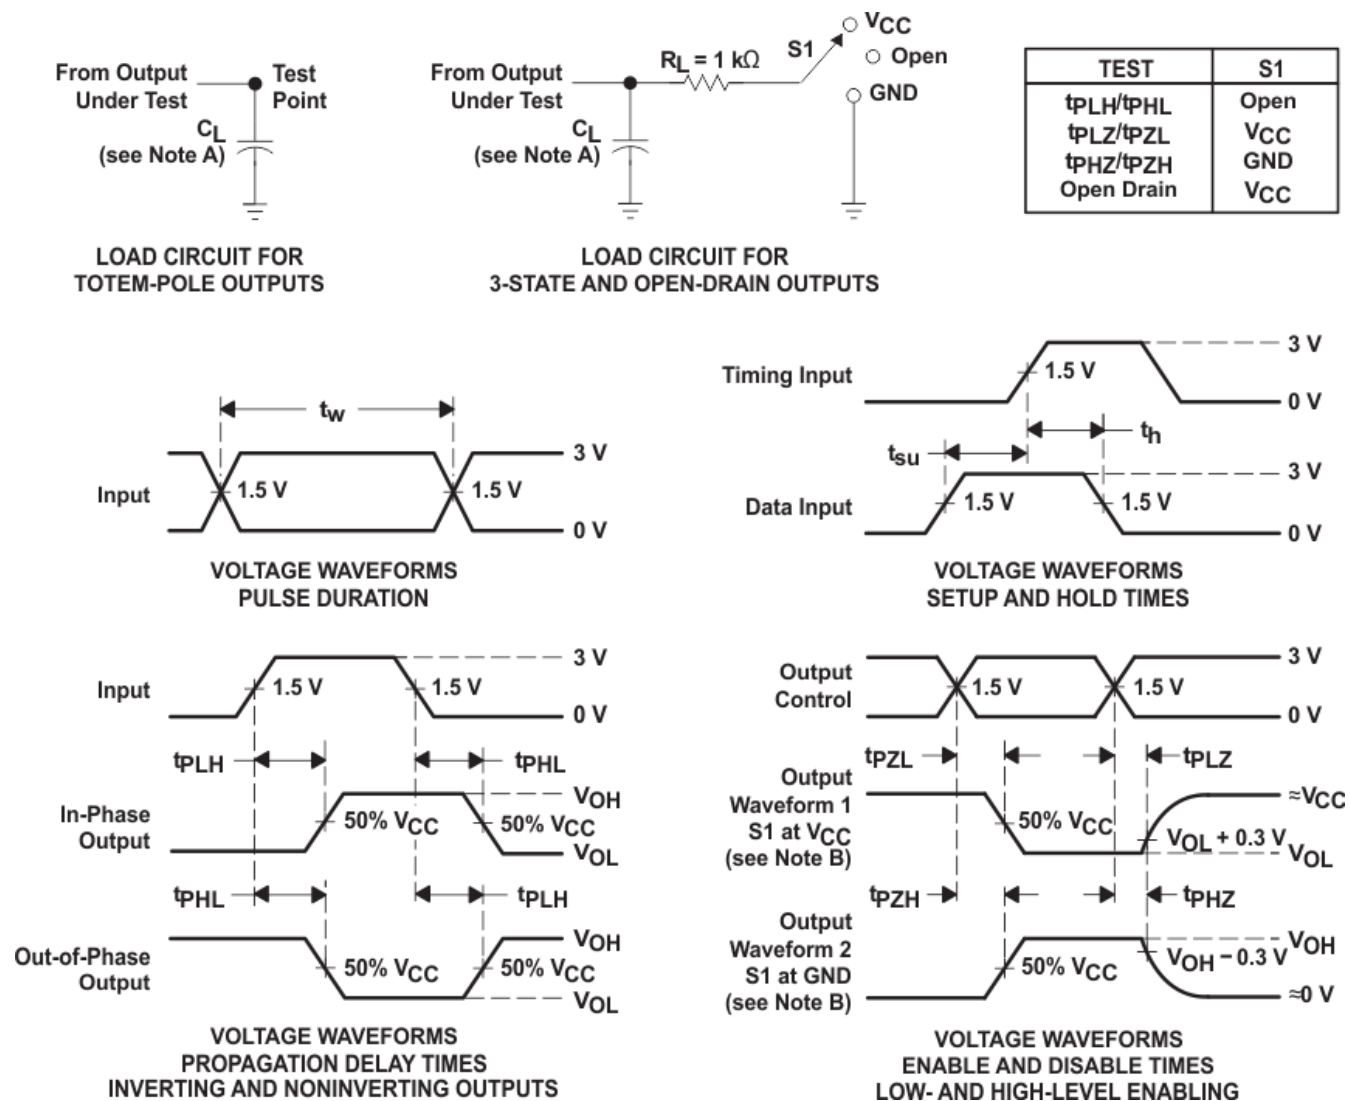 From Output
Under Test
Test
Point
CL
(see Note A)
LOAD CIRCUIT FOR
TOTEM-POLE OUTPUTS
From Output
Under Test
RL = 1 kΩ
S1
VCC
Open
GND
CL
(see Note A)
LOAD CIRCUIT FOR
3-STATE AND OPEN-DRAIN OUTPUTS
TEST S1
tPLH/tPHL Open
tPLZ/tPZL VCC
tPHZ/tPZH GND
Open Drain VCC
tw
3 V
Input
1.5 V
1.5 V
0 V
VOLTAGE WAVEFORMS
PULSE DURATION
3 V
Timing Input
1.5 V
0 V
th
tsu
3 V
Data Input
1.5 V
1.5 V
0 V
VOLTAGE WAVEFORMS
SETUP AND HOLD TIMES
3 V
Input
1.5 V
1.5 V
0 V
tPLH
tPHL
VOH
In-Phase
Output
50% VCC
50% VCC
VOL
tPHL
tPLH
VOH
Out-of-Phase
Output
50% VCC
50% VCC
VOL
VOLTAGE WAVEFORMS
PROPAGATION DELAY TIMES
INVERTING AND NONINVERTING OUTPUTS
3 V
Output
Control
1.5 V
1.5 V
0 V
tPZL
tPLZ
Output
Waveform 1
S1 at VCC
(see Note B)
≈VCC
50% VCC
VOL + 0.3 V
VOL
tPZH
tPHZ
Output
Waveform 2
S1 at GND
(see Note B)
VOH
50% VCC
VOH − 0.3 V
≈0 V
VOLTAGE WAVEFORMS
ENABLE AND DISABLE TIMES
LOW- AND HIGH-LEVEL ENABLING